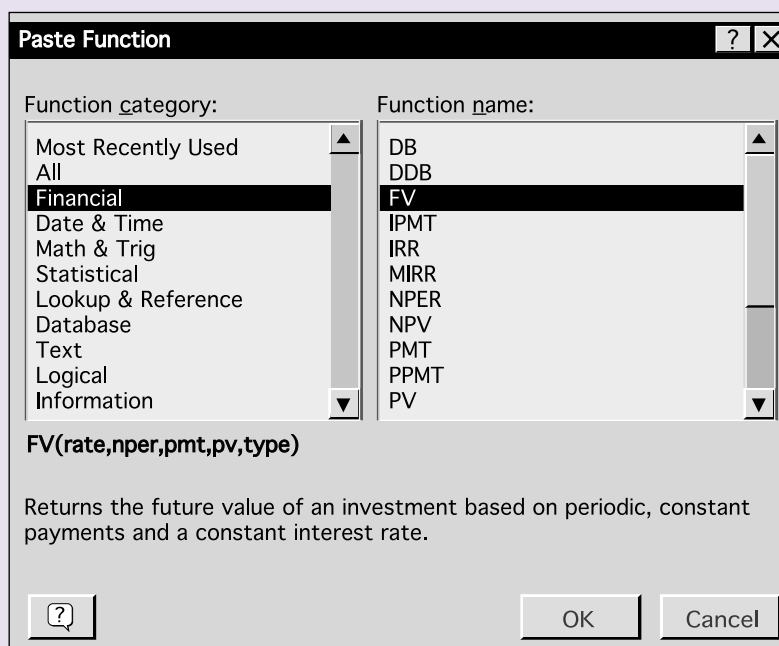 Paste Function
? X
Function category:
Most Recently Used
All
Financial
Date & Time
Math & Trig
Statistical
Lookup & Reference
Database
Text
Logical
Information
Function name:
DB
DDB
FV
IPMT
IRR
MIRR
NPER
NPV
PMT
PPMT
PV
FV(rate,nper,pmt,pv,type)
Returns the future value of an investment based on periodic, constant
payments and a constant interest rate.
?
OK
Cancel